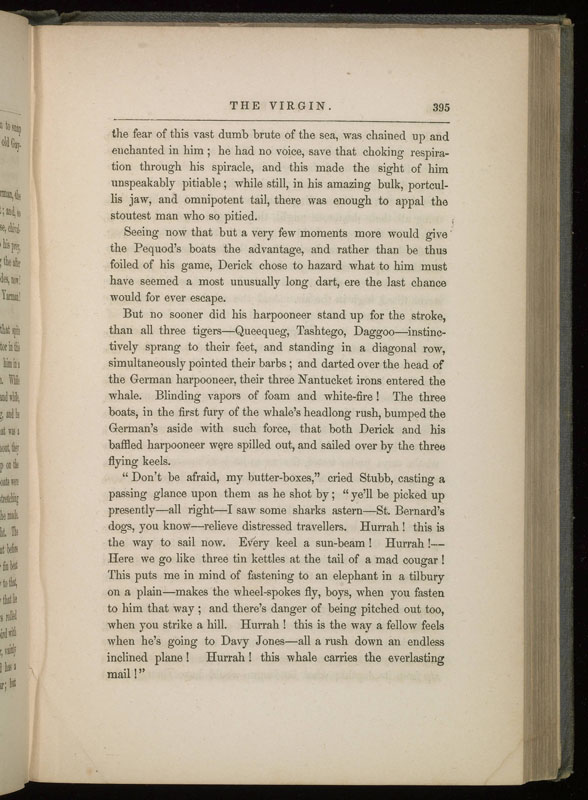 THE VIRGIN. 395
the fear of this vast dumb brute of the sea, was chained up and
enchanted in him ; he had no voice, save that choking respira-
tion through his spiracle, and this made the sight of him
unspeakably pitiable ; while still, in his amazing bulk, portcul-
lis jaw, and omnipotent tail, there was enough to appal the
stoutest man who so pitied.
Seeing now that but a very few moments more would give
the Pequod's boats the advantage, and rather than be thus
foiled of his game, Derick chose to hazard what to him must
have seemed a most unusually long dart, ere the last chance
would for ever escape.
But no sooner did his harpooneer stand up for the stroke,
than all three tigers—Queequeg, Tashtego, Daggoo—instinc-
tively sprang to their feet, and standing in a diagonal row,
simultaneously pointed their barbs ; and darted over the head of
the German harpooneer, their three Nantucket irons entered the
whale. Blinding vapors of foam and white-fire ! The three
boats, in the first fury of the whale's headlong rush, bumped the
German's aside with such force, that both Derick and his
baffled harpooneer were spilled out, and sailed over by the three
flying keels.
" Don't be afraid, my butter-boxes," cried Stubb, casting a
passing glance upon them as he shot by ; " ye'll be picked up
presently—all right—I saw some sharks astern—St. Bernard's
dogs, you know—relieve distressed travellers. Hurrah ! this is
the way to sail now. Every keel a sun-beam ! Hurrah !—
Here we go like three tin kettles at the tail of a mad cougar !
This puts me in mind of fastening to an elephant in a tilbury
on a plain—makes the wheel-spokes fly, boys, when you fasten
to him that way ; and there's danger of being pitched out too,
when you strike a hill. Hurrah ! this is the way a fellow feels
when he's going to Davy Jones—all a rush down an endless
inclined plane ! Hurrah ! this whale carries the everlasting
mail !"